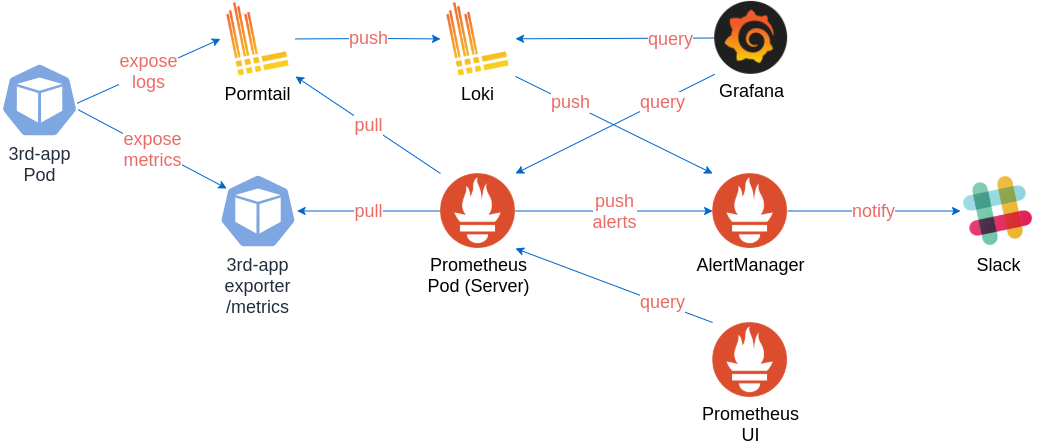 push
query
expose
logs
Pormtail
Loki
Grafana
push
query
pull
expose
metrics
3rd-app
Pod
pull
push
alerts
notify
3rd-app
exporter
/metrics
Prometheus
Pod (Server)
AlertManager
Slack
query
Prometheus
UI